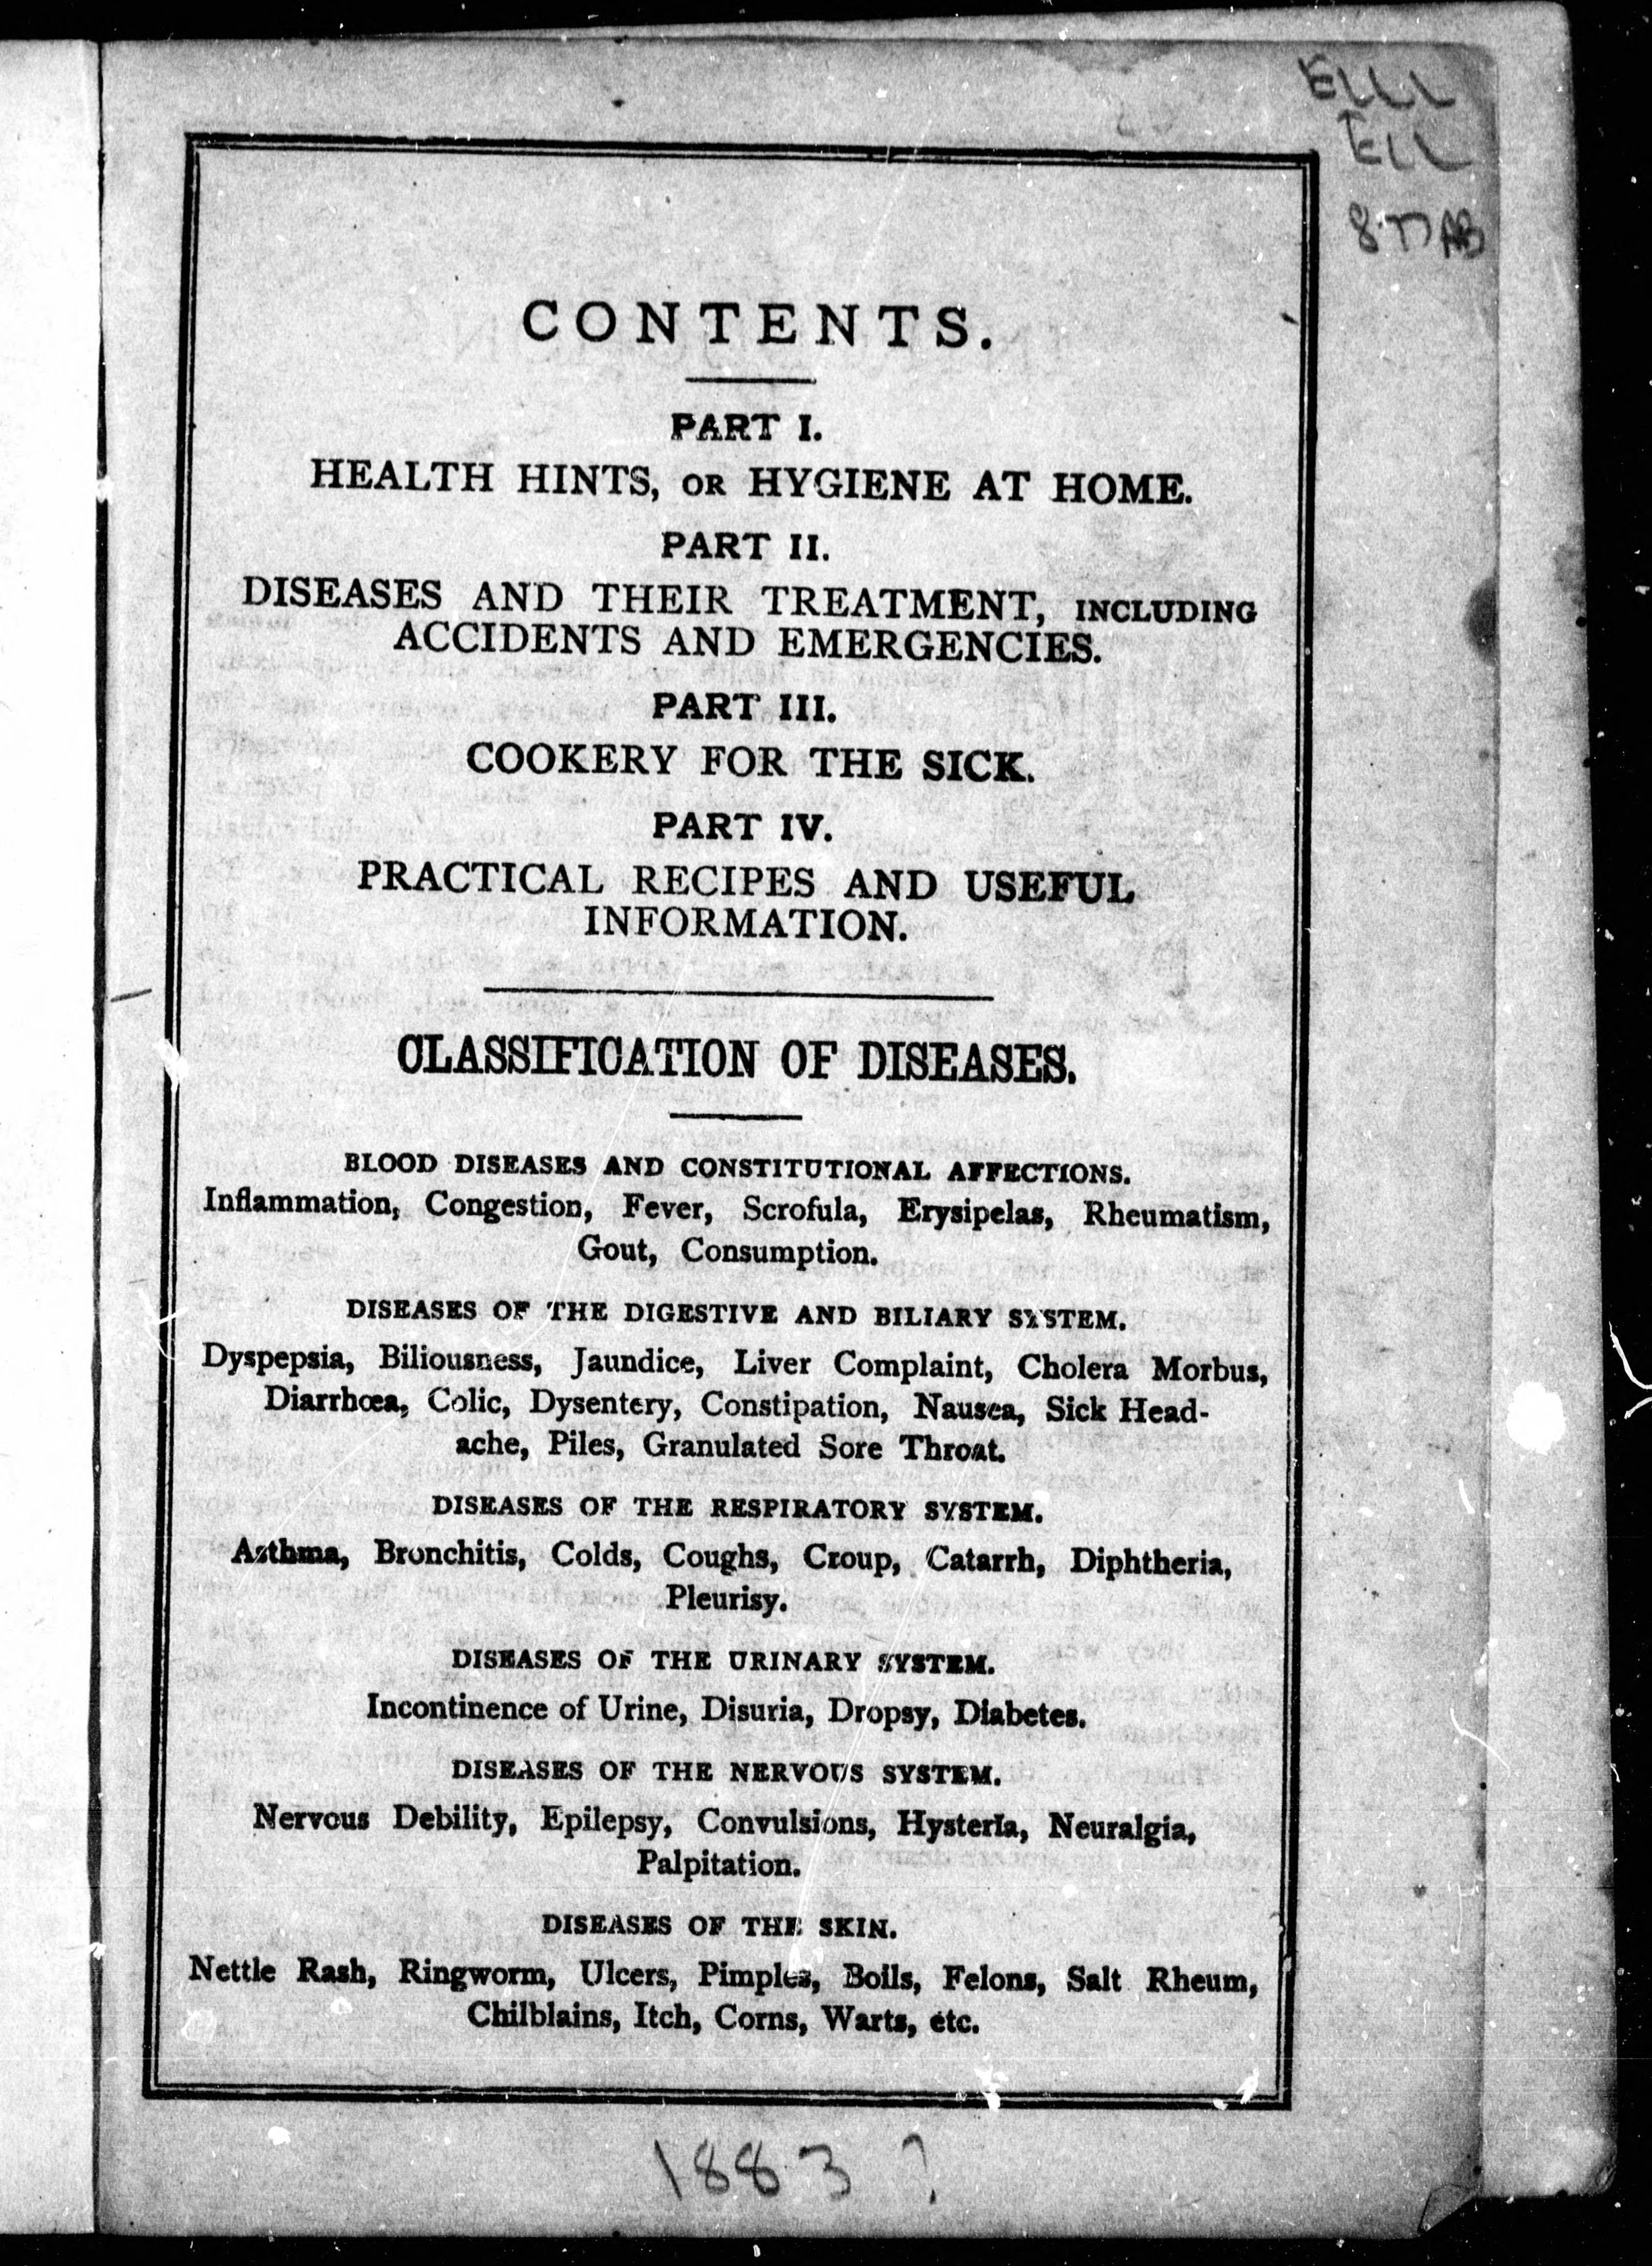 ELLL
ELL
8.77 AB
CONTENTS.
PART I.
HEALTH HINTS, OR HYGIENE AT HOME.
PART II.
DISEASES AND THEIR TREATMENT, INCLUDING
ACCIDENTS AND EMERGENCIES.
PART III.
COOKERY FOR THE SICK.
PART IV.
PRACTICAL RECIPES AND USEFUL
INFORMATION.
CLASSIFICATION OF DISEASES.
BLOOD DISEASES AND CONSTITUTIONAL AFFECTIONS.
Inflammation, Congestion, Fever, Scrofula, Erysipelas, Rheumatism,
Gout, Consumption.
DISEASES OF THE DIGESTIVE AND BILIARY SYSTEM.
Dyspepsia, Biliousness, Jaundice, Liver Complaint, Cholera Morbus,
Diarrhœa, Colic, Dysentery, Constipation, Nausea, Sick Head-
ache, Piles, Granulated Sore Throat.
DISEASES OF THE RESPIRATORY SYSTEM.
Asthma, Bronchitis, Colds, Coughs, Croup, Catarrh, Diphtheria,
Pleurisy.
DISEASES OF THE URINARY SYSTEM.
Incontinence of Urine, Disuria, Dropsy, Diabetes.
DISEASES OF THE NERVOUS SYSTEM.
Nervous Debility, Epilepsy, Convulsions, Hysteria, Neuralgia,
Palpitation.
DISEASES OF THE SKIN.
Nettle Rash, Ringworm, Ulcers, Pimples, Boils, Felons, Salt Rheum,
Chilblains, Itch, Corns, Warts, etc.
1883?